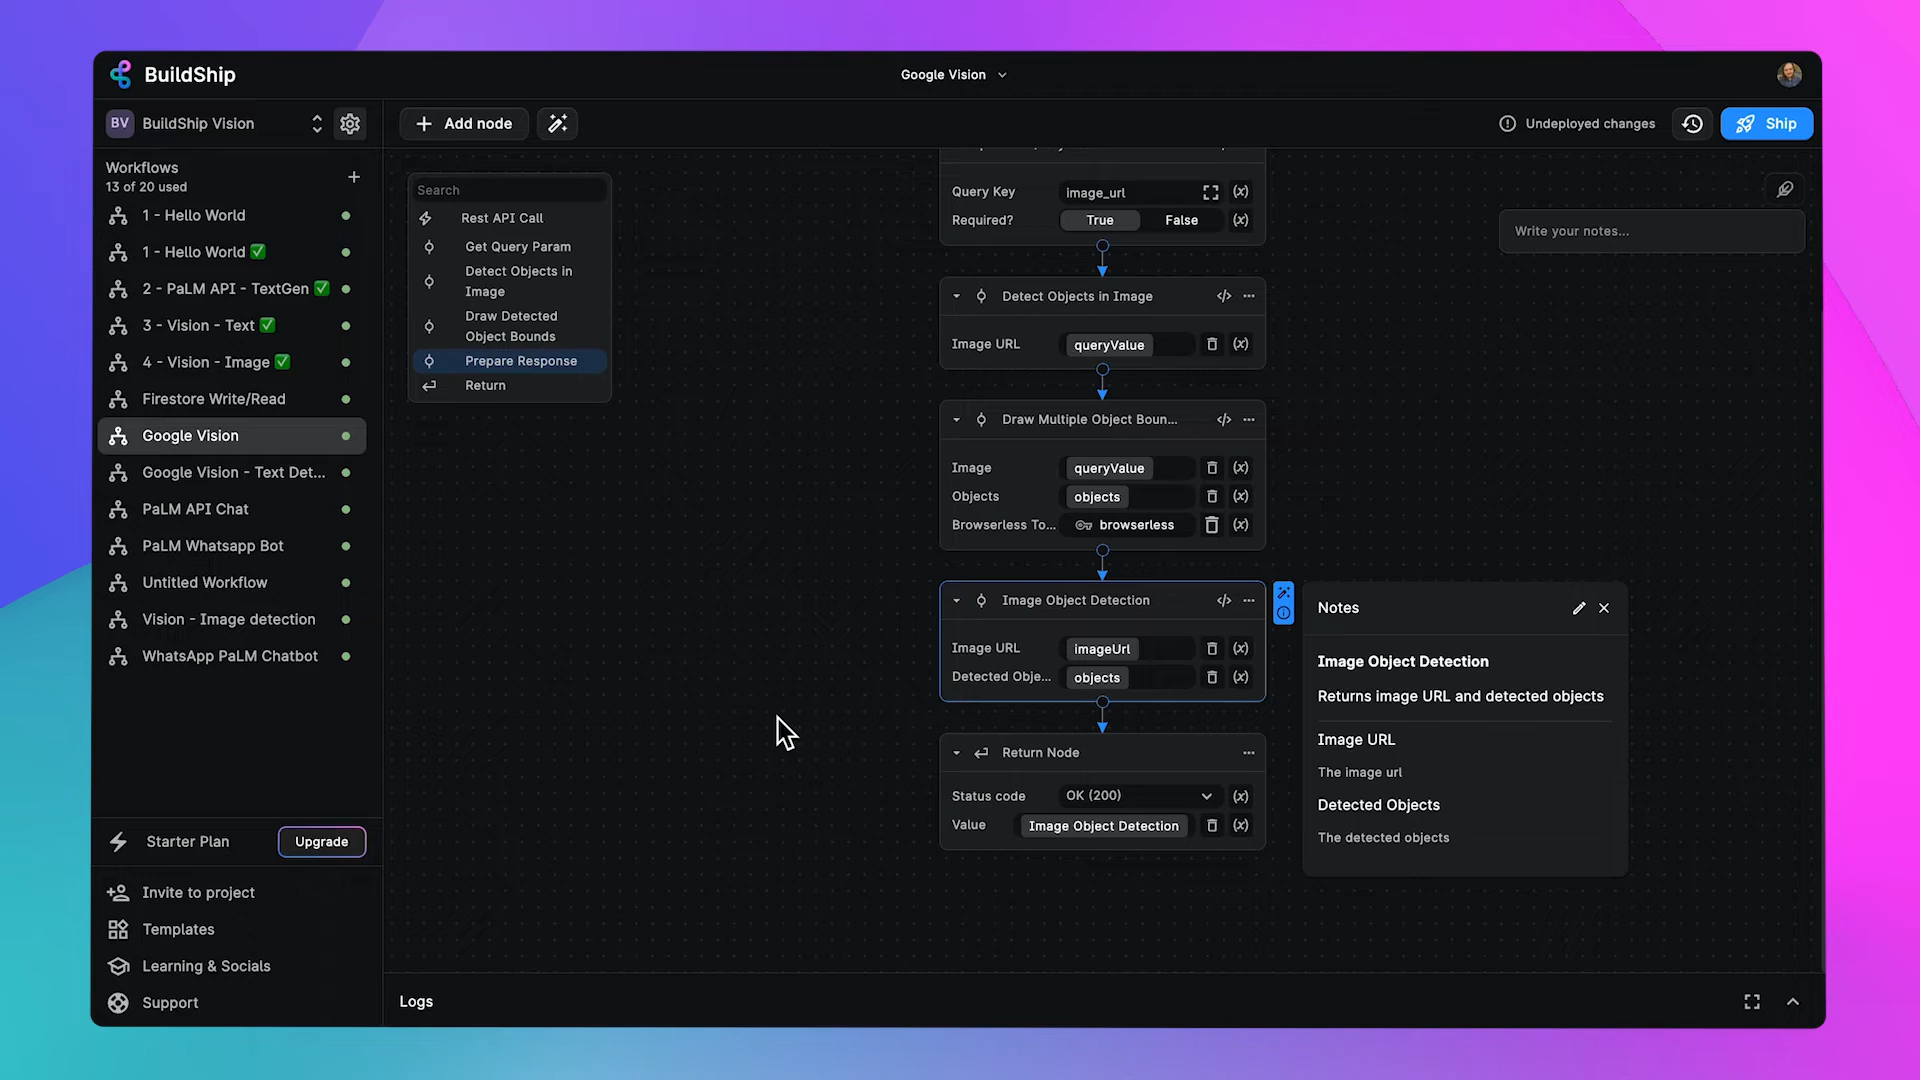 BuildShip
Google Vision
BV
BuildShip Vision
Add node
Undeployed changes
Ship
Workflows
13 of 20 used
1 - Hello World
1 - Hello World ✅
2 - PaLM API - TextGen ✅
3 - Vision - Text ✅
4 - Vision - Image ✅
Firestore Write/Read
Google Vision
Google Vision - Text Det...
PaLM API Chat
PaLM Whatsapp Bot
Untitled Workflow
Vision - Image detection
WhatsApp PaLM Chatbot
Starter Plan
Upgrade
Invite to project
Templates
Learning & Socials
Support
Search
Rest API Call
Get Query Param
Detect Objects in
Image
Draw Detected
Object Bounds
Prepare Response
Return
Query Key
image_url
(x)
Required?
True
False
(x)
Detect Objects in Image
Image URL
queryValue
(x)
Draw Multiple Object Boun...
Image
queryValue
(x)
Objects
objects
(x)
Browserless To...
browserless
(x)
Image Object Detection
Image URL
imageUrl
(x)
Detected Obje...
objects
(x)
Return Node
Status code
OK (200)
(x)
Value
Image Object Detection
(x)
Write your notes...
Notes
Image Object Detection
Returns image URL and detected objects
Image URL
The image url
Detected Objects
The detected objects
Logs